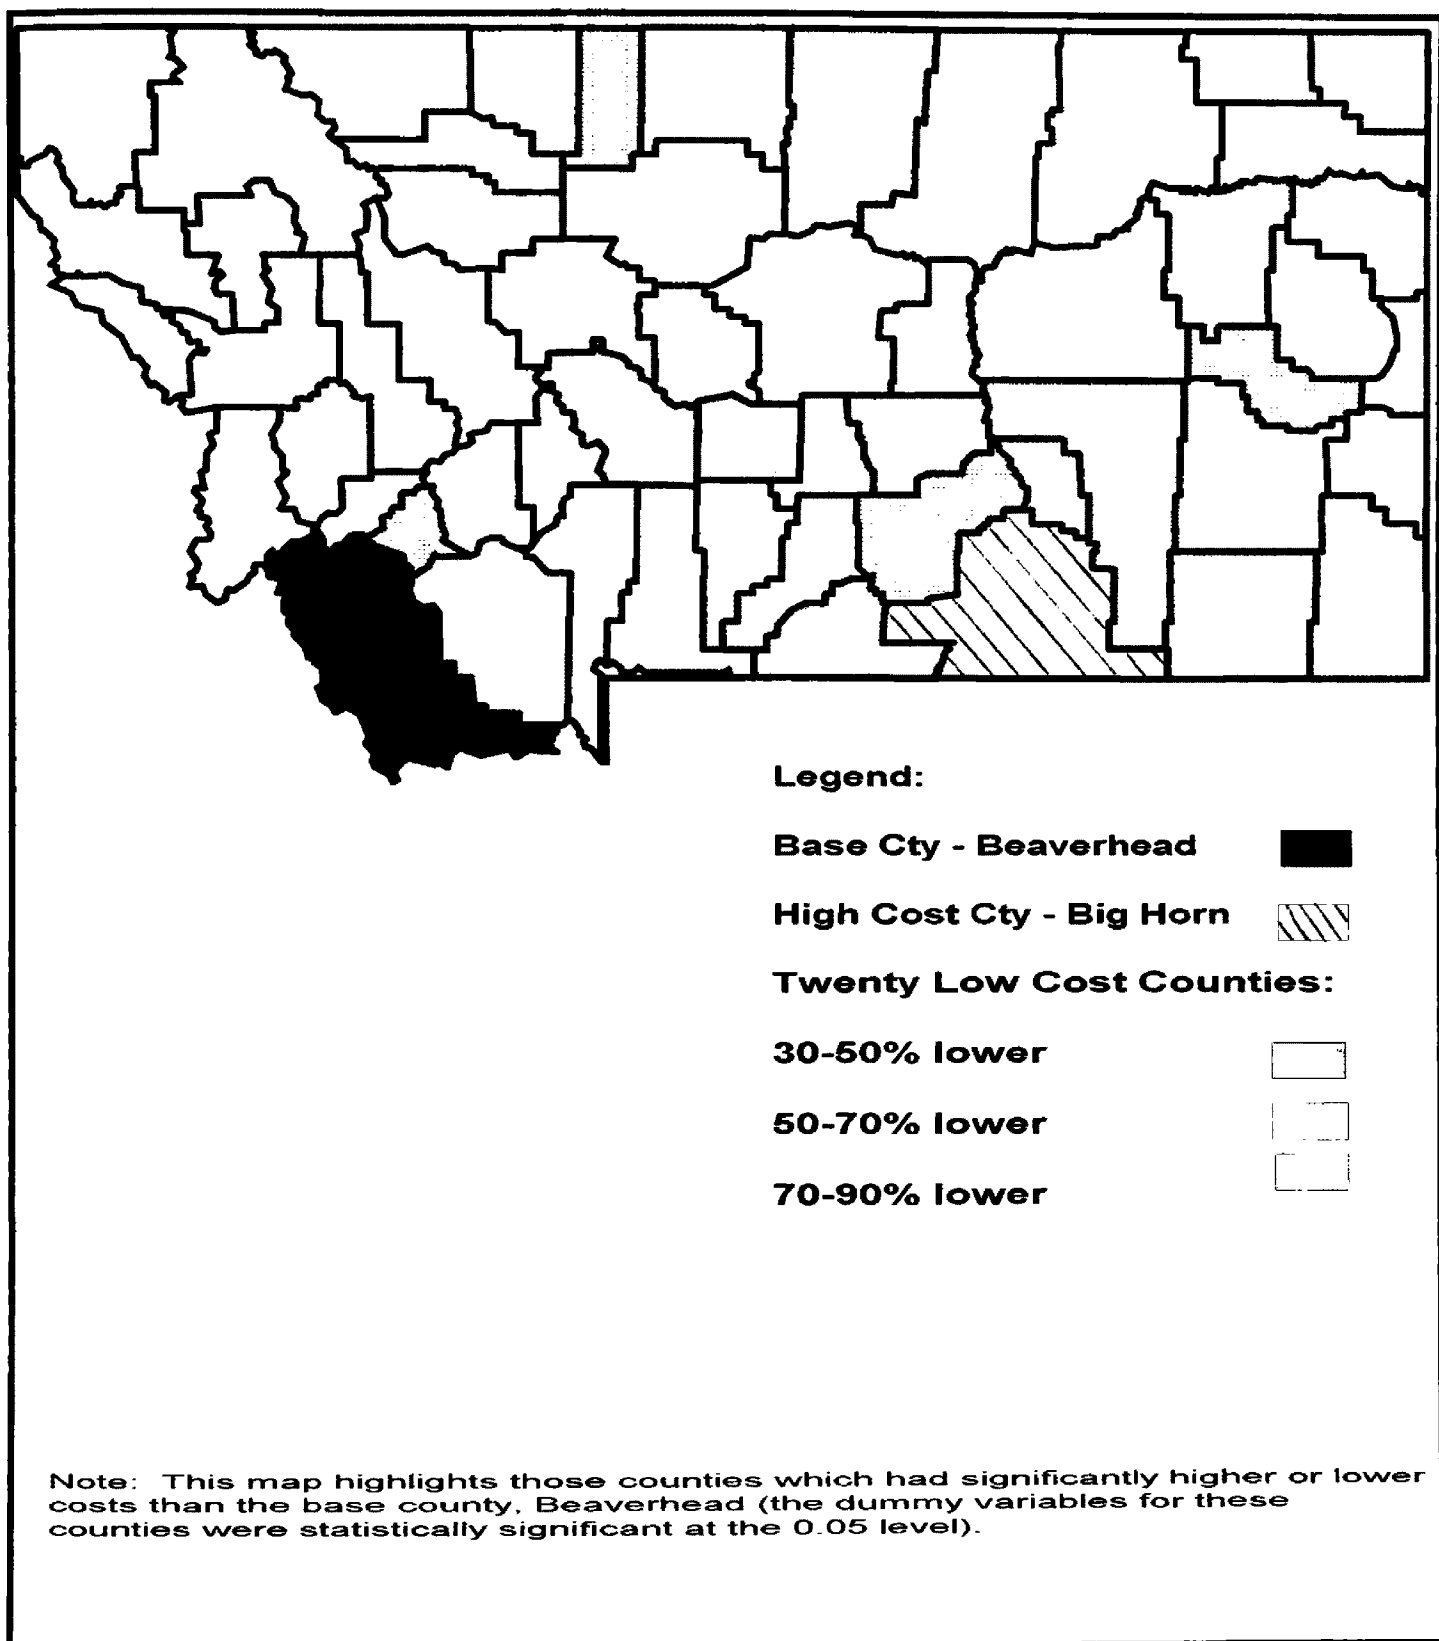 Legend:
Base Cty - Beaverhead
High Cost Cty - Big Horn
Twenty Low Cost Counties:
30-50% lower
50-70% lower
70-90% lower
Note: This map highlights those counties which had significantly higher or lower
costs than the base county, Beaverhead (the dummy variables for these
counties were statistically significant at the 0.05 level).